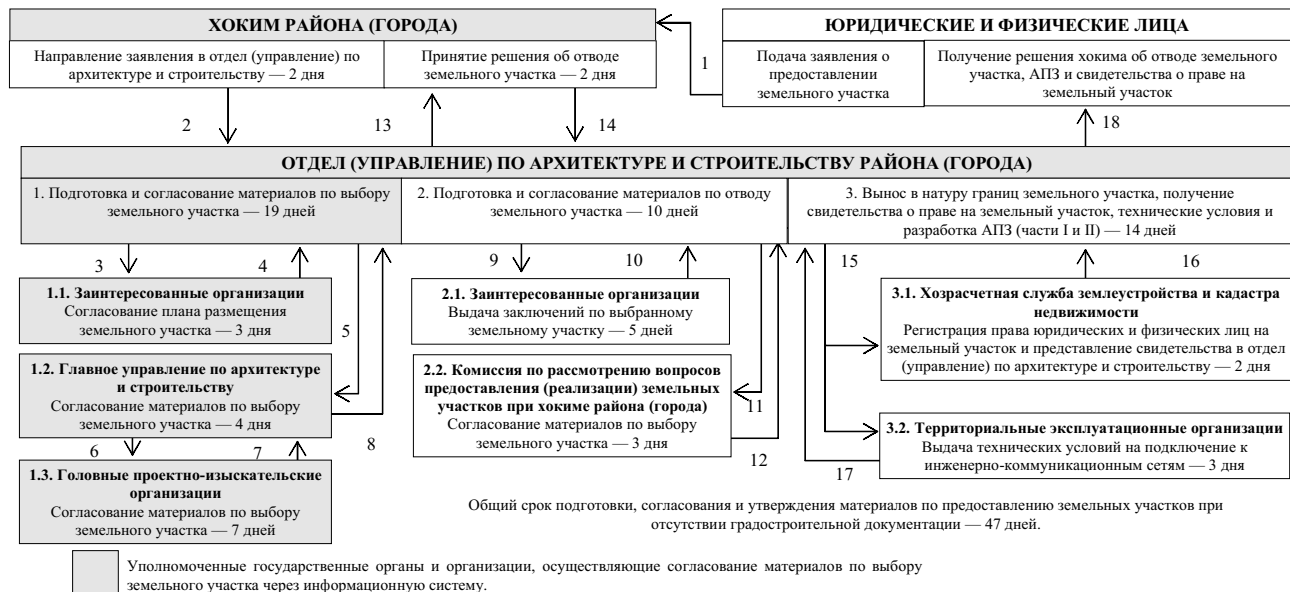 ХОКИМ РАЙОНА (ГОРОДА)
Направление заявления в отдел (управление) по
архитектуре и строительству — 2 дня
Принятие решения об отводе
земельного участка — 2 дня
1
ЮРИДИЧЕСКИЕ И ФИЗИЧЕСКИЕ ЛИЦА
Подача заявления о
предоставлении
земельного участка
Получение решения хокима об отводе земельного
участка, АПЗ и свидетельства о праве на
земельный участок
2
13
14
18
ОТДЕЛ (УПРАВЛЕНИЕ) ПО АРХИТЕКТУРЕ И СТРОИТЕЛЬСТВУ РАЙОНА (ГОРОДА)
1. Подготовка и согласование материалов по выбору
земельного участка — 19 дней
2. Подготовка и согласование материалов по отводу
земельного участка — 10 дней
3. Вынос в натуру границ земельного участка, получение
свидетельства о праве на земельный участок, технические условия и
разработка АПЗ (части I и II) — 14 дней
3
4
5
9
10
15
16
1.1. Заинтересованные организации
Согласование плана размещения
земельного участка — 3 дня
1.2. Главное управление по архитектуре
и строительству
Согласование материалов по выбору
земельного участка — 4 дня
6
7
8
1.3. Головные проектно-изыскательские
организации
Согласование материалов по выбору
земельного участка — 7 дней
2.1. Заинтересованные организации
Выдача заключений по выбранному
земельному участку — 5 дней
2.2. Комиссия по рассмотрению вопросов
предоставления (реализации) земельных
участков при хокиме района (города)
Согласование материалов по выбору
земельного участка — 3 дня
11
12
3.1. Хозрасчетная служба землеустройства и кадастра
недвижимости
Регистрация права юридических и физических лиц на
земельный участок и представление свидетельства в отдел
(управление) по архитектуре и строительству — 2 дня
3.2. Территориальные эксплуатационные организации
Выдача технических условий на подключение к
инженерно-коммуникационным сетям — 3 дня
17
Общий срок подготовки, согласования и утверждения материалов по предоставлению земельных участков при
отсутствии градостроительной документации — 47 дней.
Уполномоченные государственные органы и организации, осуществляющие согласование материалов по выбору
земельного участка через информационную систему.